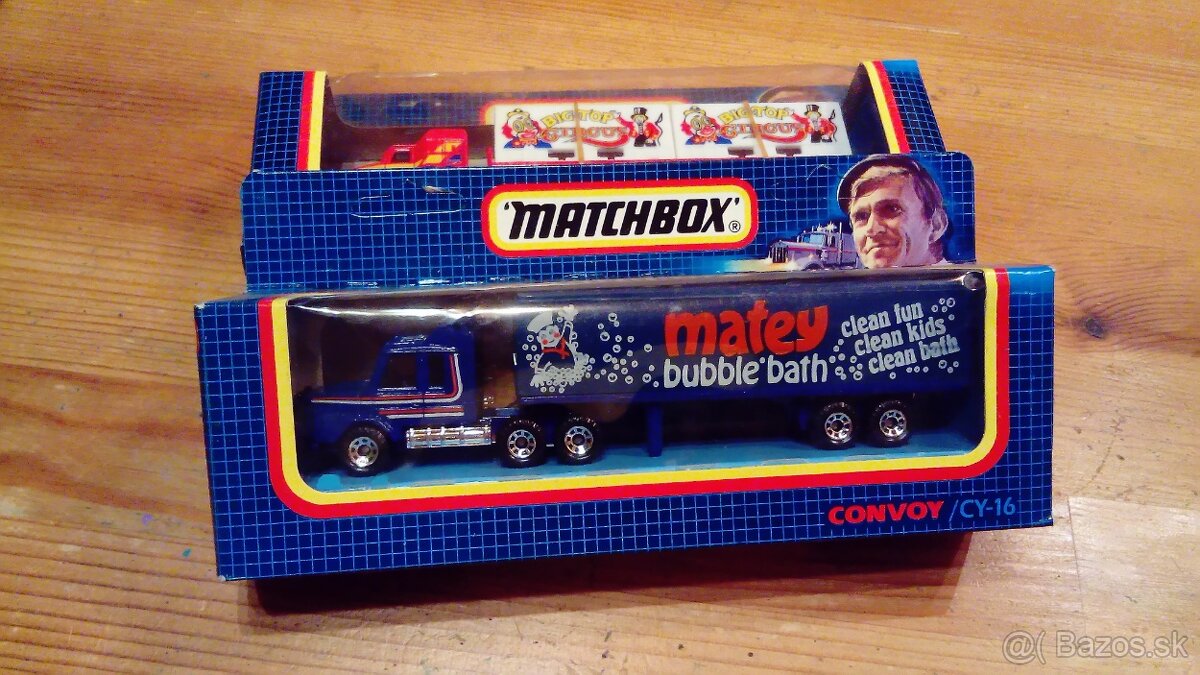 BIG TOP BIG TOP
CIRCUS CIRCUS
'MATCHBOX'®
matey
bubble bath
clean fun
clean kids
clean bath
CONVOY /CY-16
@( Bazos.sk